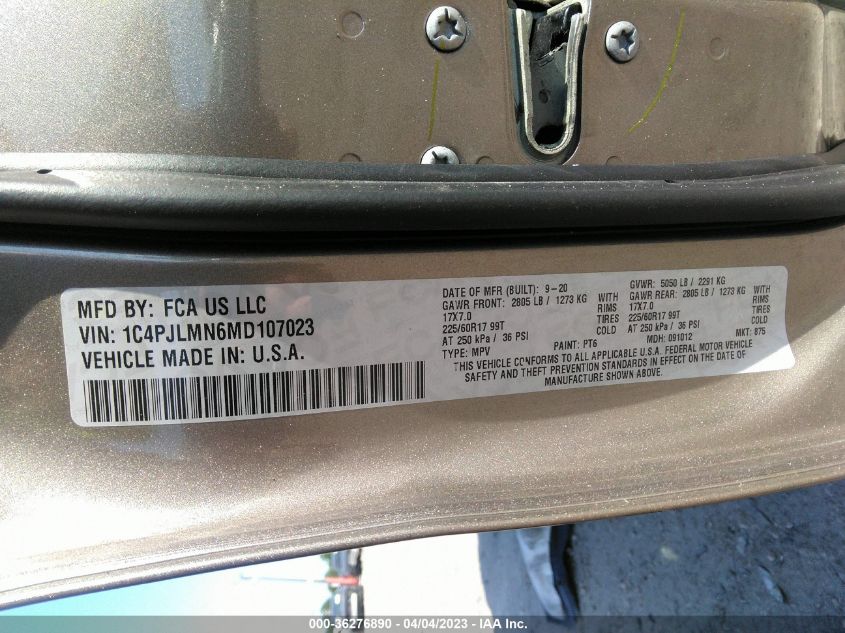 MFD BY: FCA US LLC
VIN: 1C4PJLMN6MD107023
VEHICLE MADE IN: U.S.A.
DATE OF MFR (BUILT): 9-20 GVWR: 5050 LB / 2291 KG
GAWR FRONT: 2805 LB / 1273 KG WITH GAWR REAR: 2805 LB / 1273 KG WITH
17X7.0 RIMS 17X7.0 RIMS
225/60R17 99T TIRES 225/60R17 99T TIRES
AT 250 kPa / 36 PSI COLD AT 250 kPa / 36 PSI COLD
TYPE: MPV PAINT: PT6 MDH: 091012 MKT: 875
THIS VEHICLE CONFORMS TO ALL APPLICABLE U.S.A. FEDERAL MOTOR VEHICLE
SAFETY AND THEFT PREVENTION STANDARDS IN EFFECT ON THE DATE OF
MANUFACTURE SHOWN ABOVE.
000-36276890 - 04/04/2023 - IAA Inc.